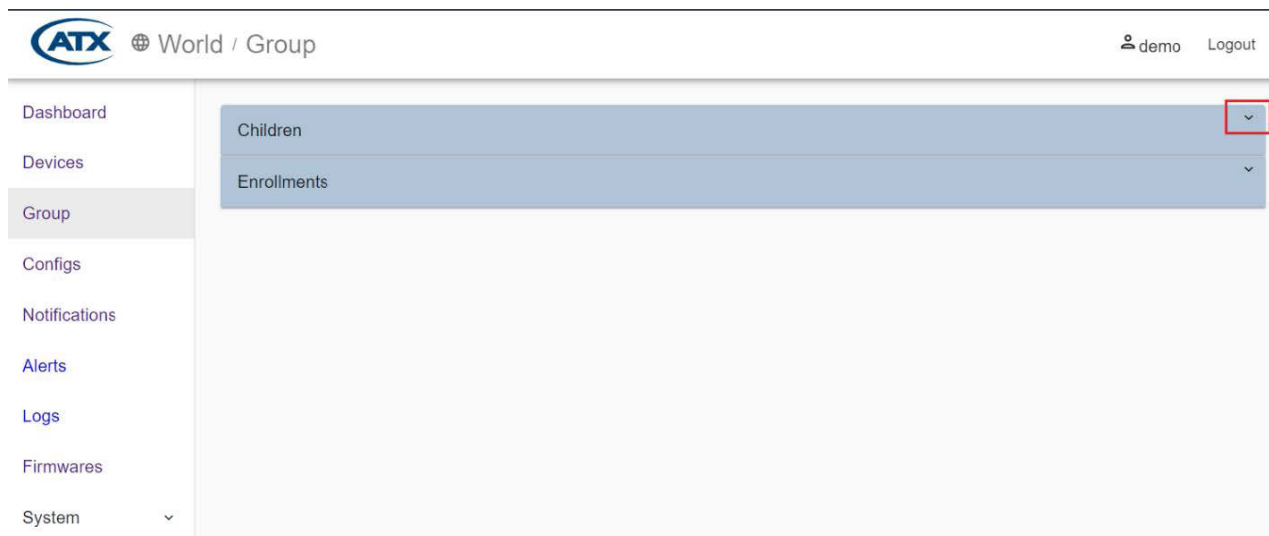 ATX World / Group demo Logout
Dashboard
Children
Devices
Enrollments
Group
Configs
Notifications
Alerts
Logs
Firmwares
System